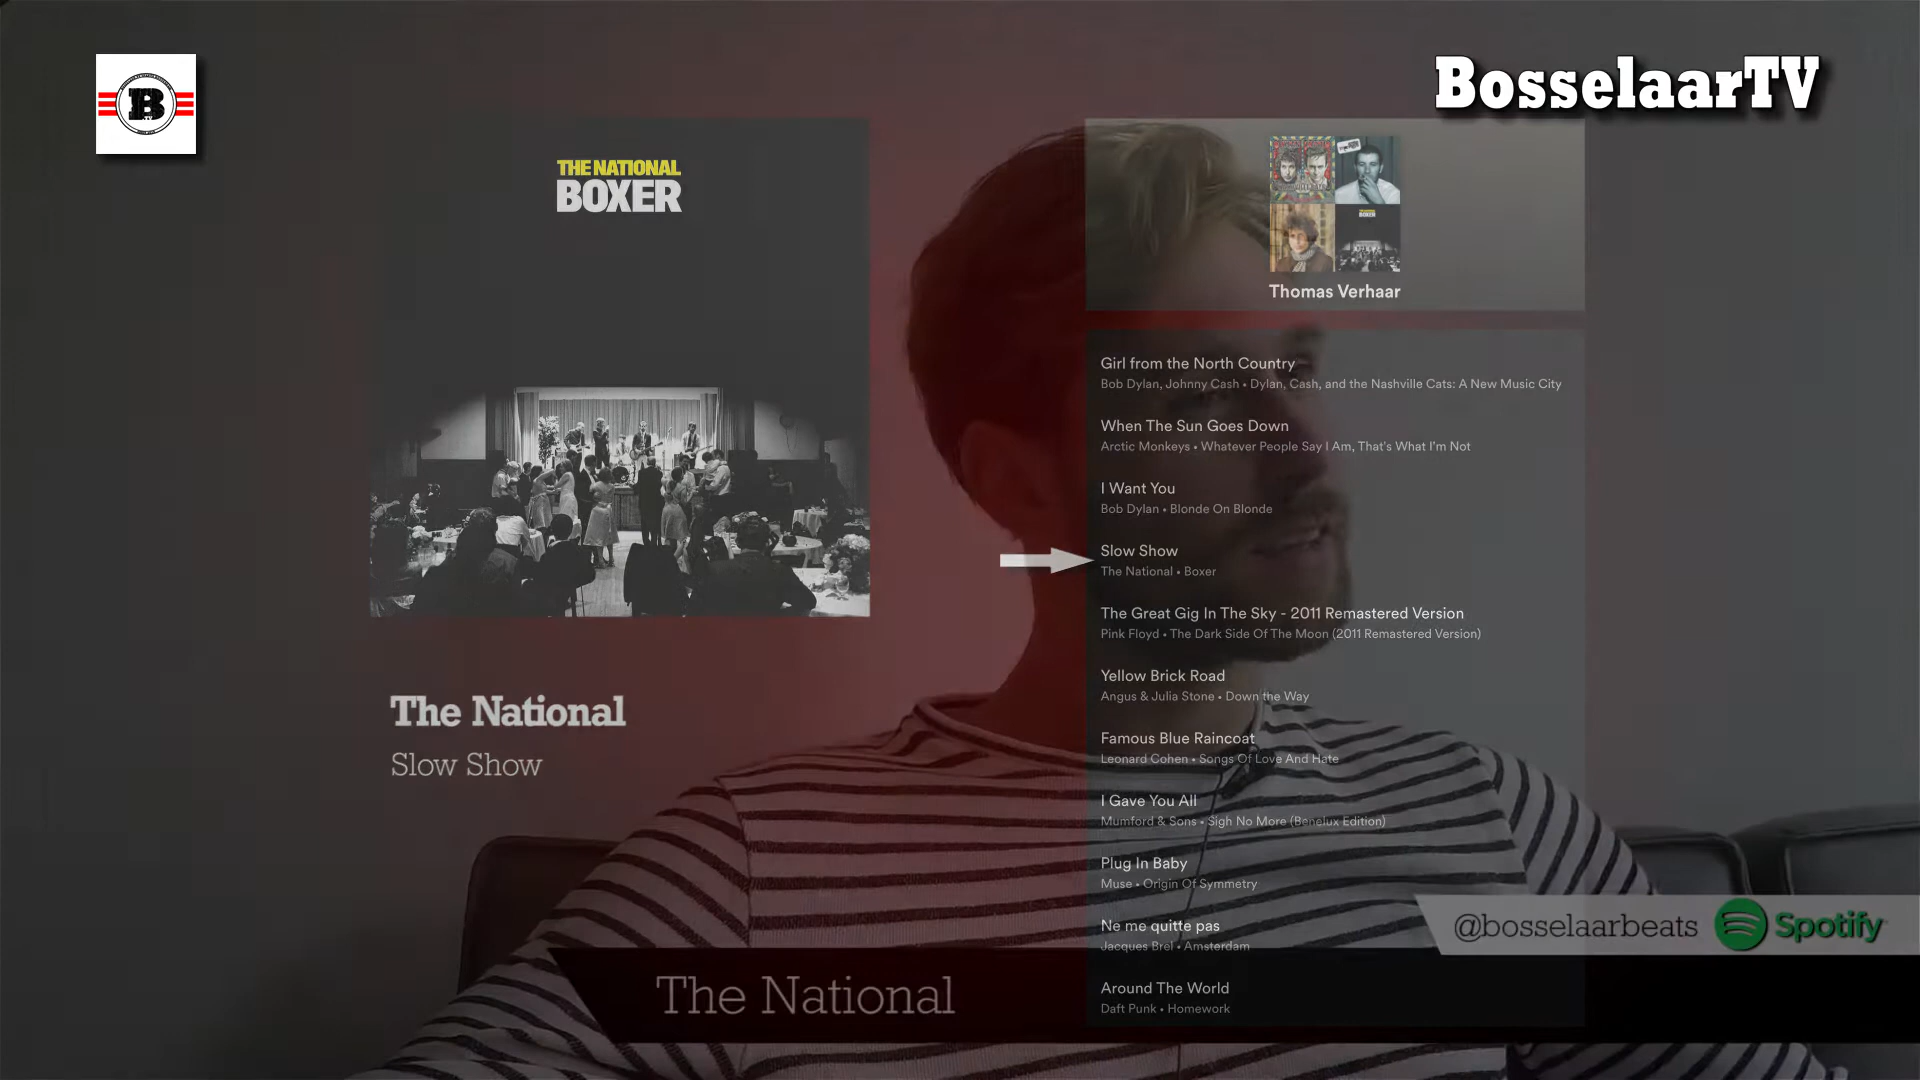 BosselaarTV
B
TV
THE NATIONAL
BOXER
BOXER
Thomas Verhaar
Girl from the North Country
Bob Dylan, Johnny Cash • Dylan, Cash, and the Nashville Cats: A New Music City
When The Sun Goes Down
Arctic Monkeys • Whatever People Say I Am, That's What I'm Not
I Want You
Bob Dylan • Blonde On Blonde
Slow Show
The National • Boxer
The Great Gig In The Sky - 2011 Remastered Version
Pink Floyd • The Dark Side Of The Moon (2011 Remastered Version)
Yellow Brick Road
Angus & Julia Stone • Down the Way
Famous Blue Raincoat
Leonard Cohen • Songs Of Love And Hate
I Gave You All
Mumford & Sons • Sigh No More (Benelux Edition)
Plug In Baby
Muse • Origin Of Symmetry
Ne me quitte pas
Jacques Brel • Amsterdam
Around The World
Daft Punk • Homework
The National
Slow Show
@bosselaarbeats Spotify
The National